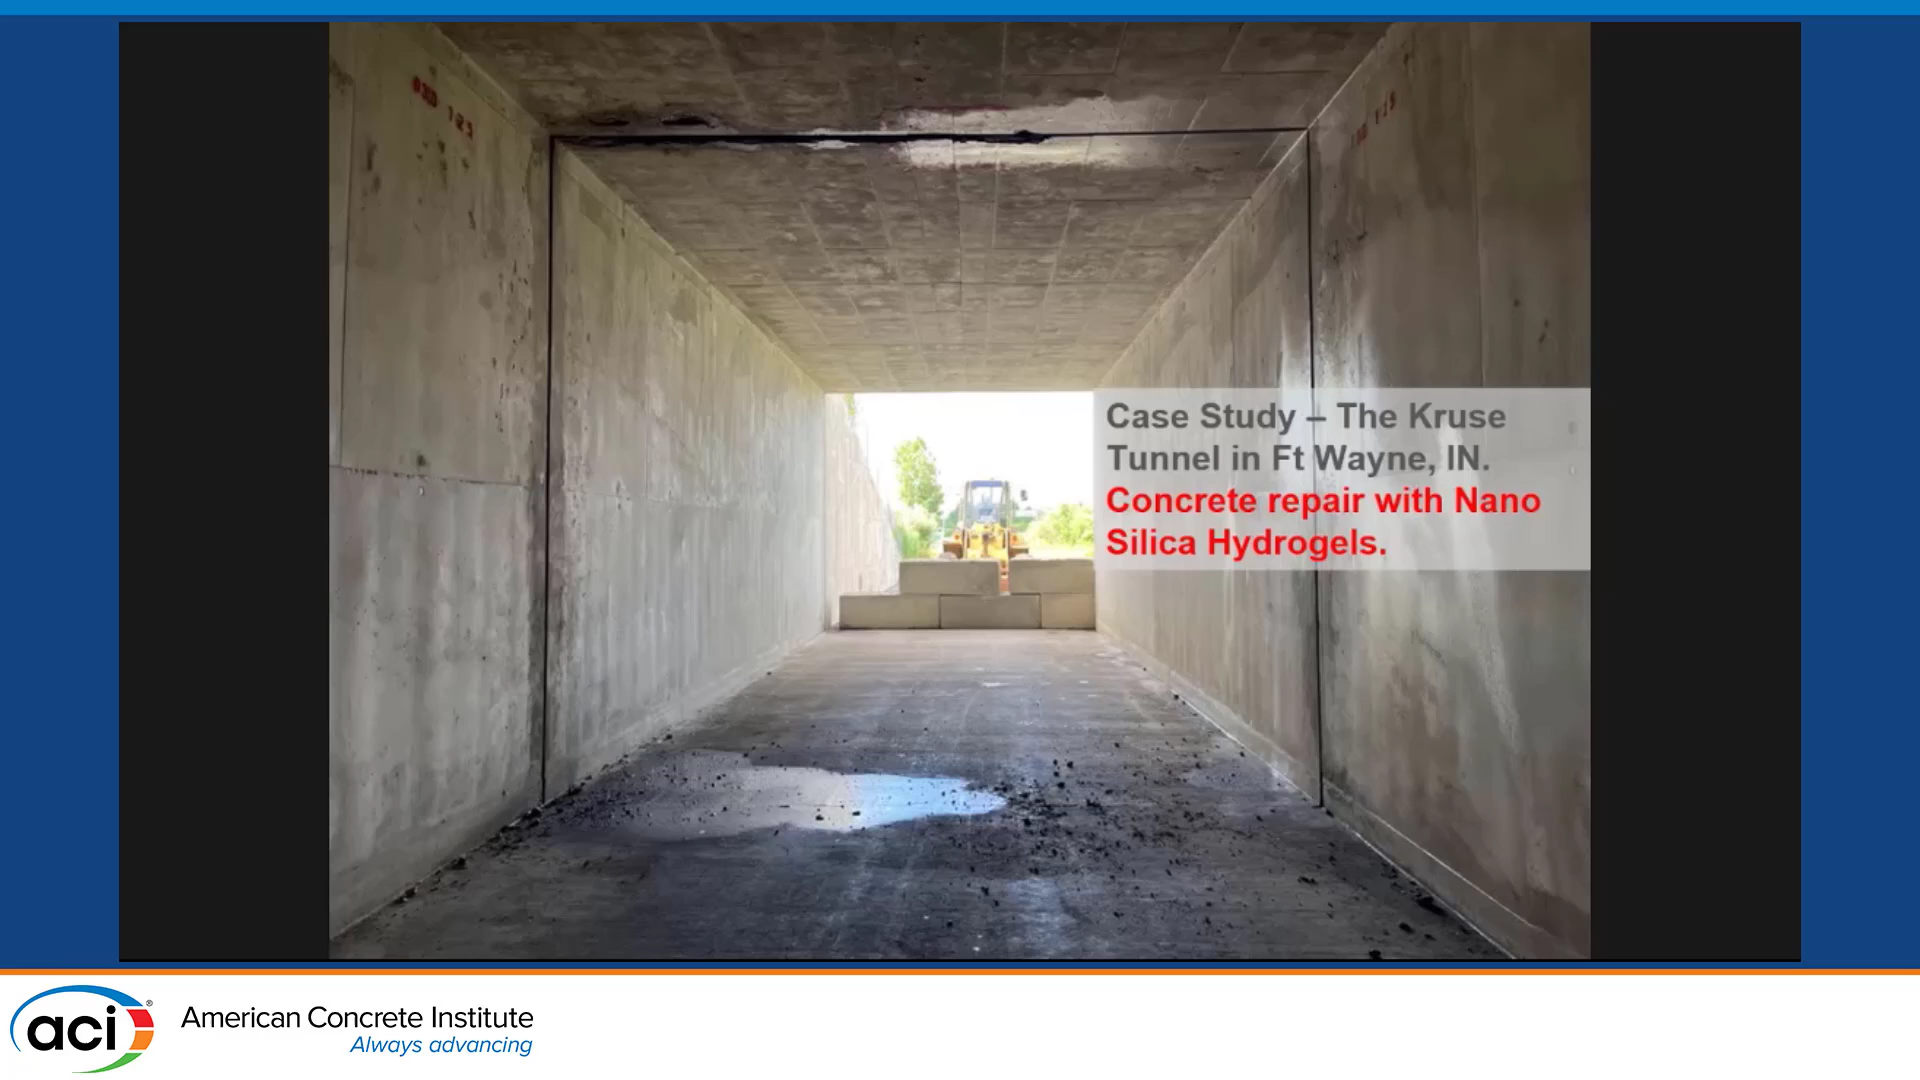 Case Study – The Kruse
Tunnel in Ft Wayne, IN.
Concrete repair with Nano
Silica Hydrogels.
aci®
American Concrete Institute
Always advancing